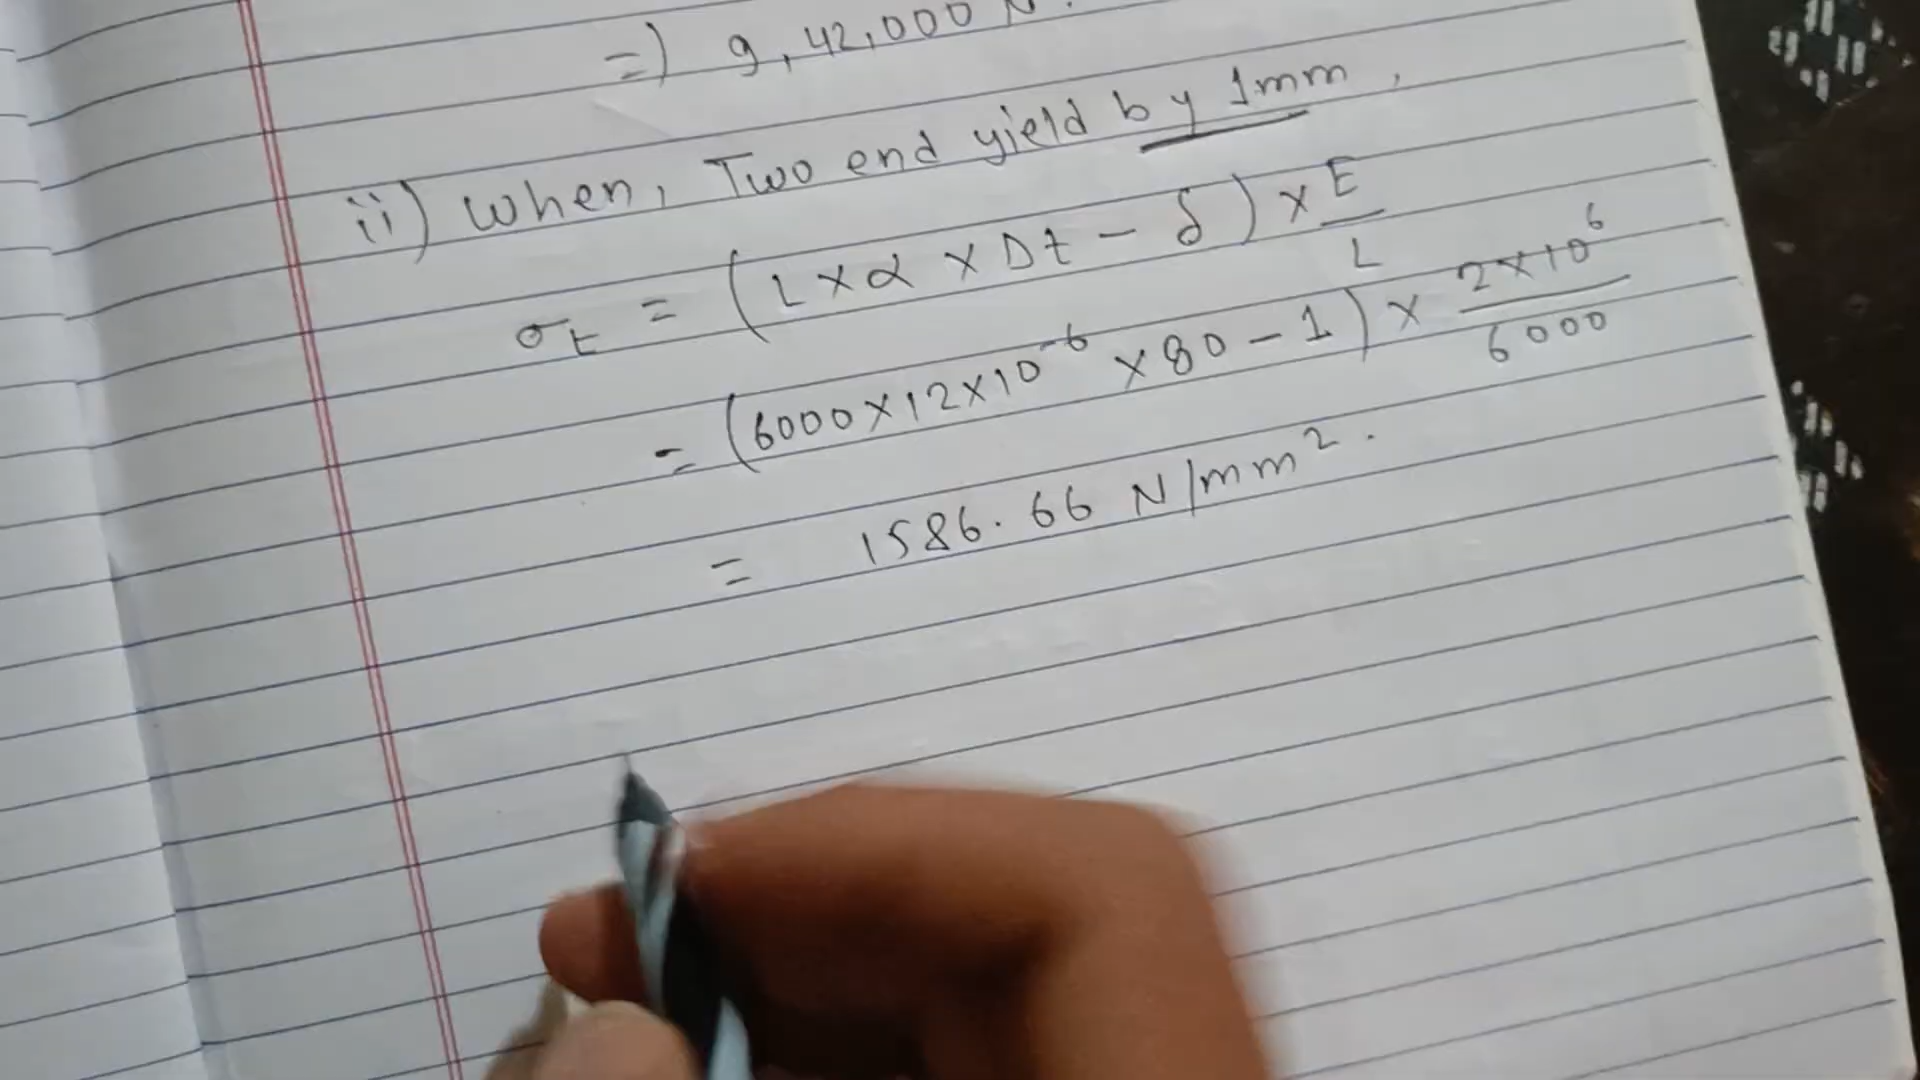 =) 9,42,000 N.
ii) When, Two end yield by 1mm,
σt = (L×α×Δt - δ) × E/L
= (6000×12×10⁻⁶×80-1) × 2×10⁶/6000
= 1586.66 N/mm².